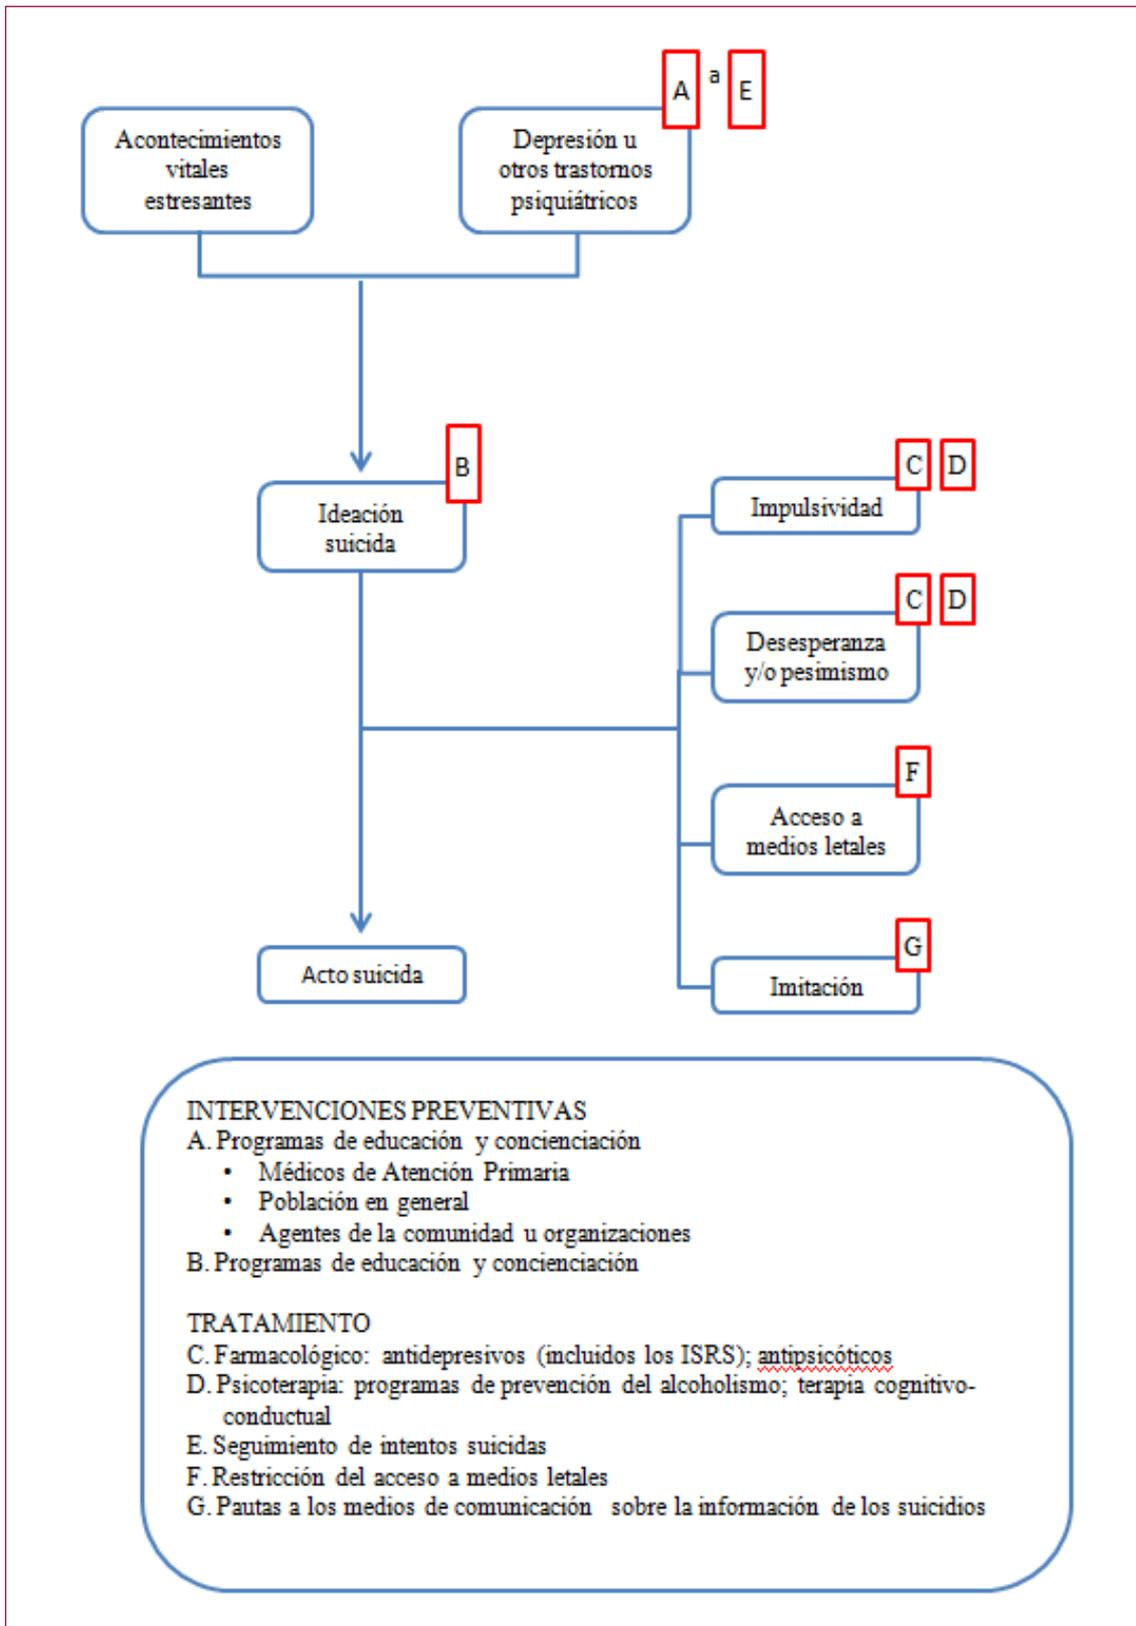 A a E
Acontecimientos
vitales
estresantes
Depresión u
otros trastornos
psiquiátricos
B
Ideación
suicida
C D
Impulsividad
C D
Desesperanza
y/o pesimismo
F
Acceso a
medios letales
G
Imitación
Acto suicida
INTERVENCIONES PREVENTIVAS
A. Programas de educación y concienciación
• Médicos de Atención Primaria
• Población en general
• Agentes de la comunidad u organizaciones
B. Programas de educación y concienciación
TRATAMIENTO
C. Farmacológico: antidepresivos (incluidos los ISRS); antipsicóticos
D. Psicoterapia: programas de prevención del alcoholismo; terapia cognitivo-
conductual
E. Seguimiento de intentos suicidas
F. Restricción del acceso a medios letales
G. Pautas a los medios de comunicación sobre la información de los suicidios